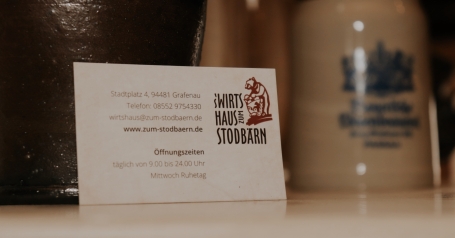 Stadtplatz 4, 94481 Grafenau
Telefon: 08552 9754330
wirtshaus@zum-stodbaern.de
www.zum-stodbaern.de
Öffnungszeiten
täglich von 9.00 bis 24.00 Uhr
Mittwoch Ruhetag
'S WIRTS
HAUS ZUM
STODBÄRN